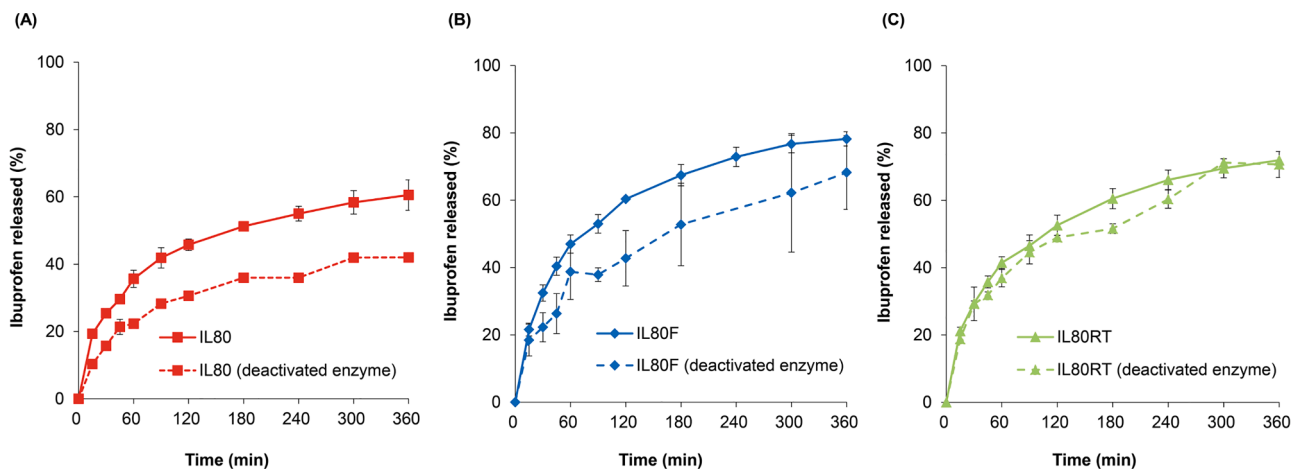 (A)
Ibuprofen released (%)
100
80
60
40
20
0
0 60 120 180 240 300 360
Time (min)
IL80
IL80 (deactivated enzyme)
(B)
Ibuprofen released (%)
100
80
60
40
20
0
0 60 120 180 240 300 360
Time (min)
IL80F
IL80F (deactivated enzyme)
(C)
Ibuprofen released (%)
100
80
60
40
20
0
0 60 120 180 240 300 360
Time (min)
IL80RT
IL80RT (deactivated enzyme)